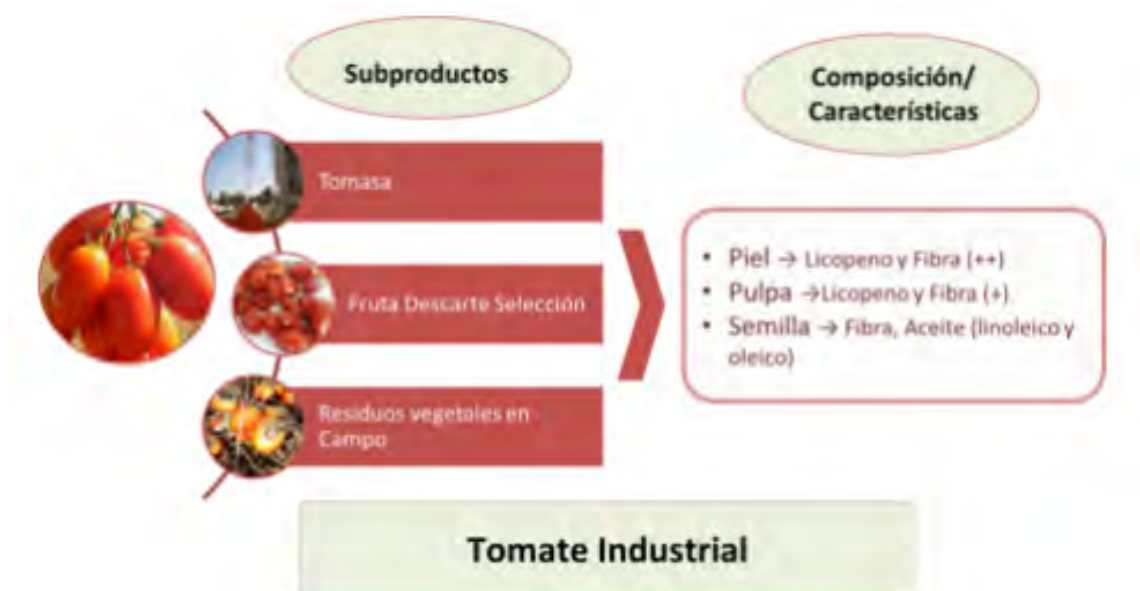 Subproductos
Composición/
Características
Tomasa
Fruta Descarte Selección
Residuos vegetales en
Campo
• Piel → Licopeno y Fibra (++)
• Pulpa →Licopeno y Fibra (+)
• Semilla → Fibra, Aceite (linoleico y
oleico)
Tomate Industrial